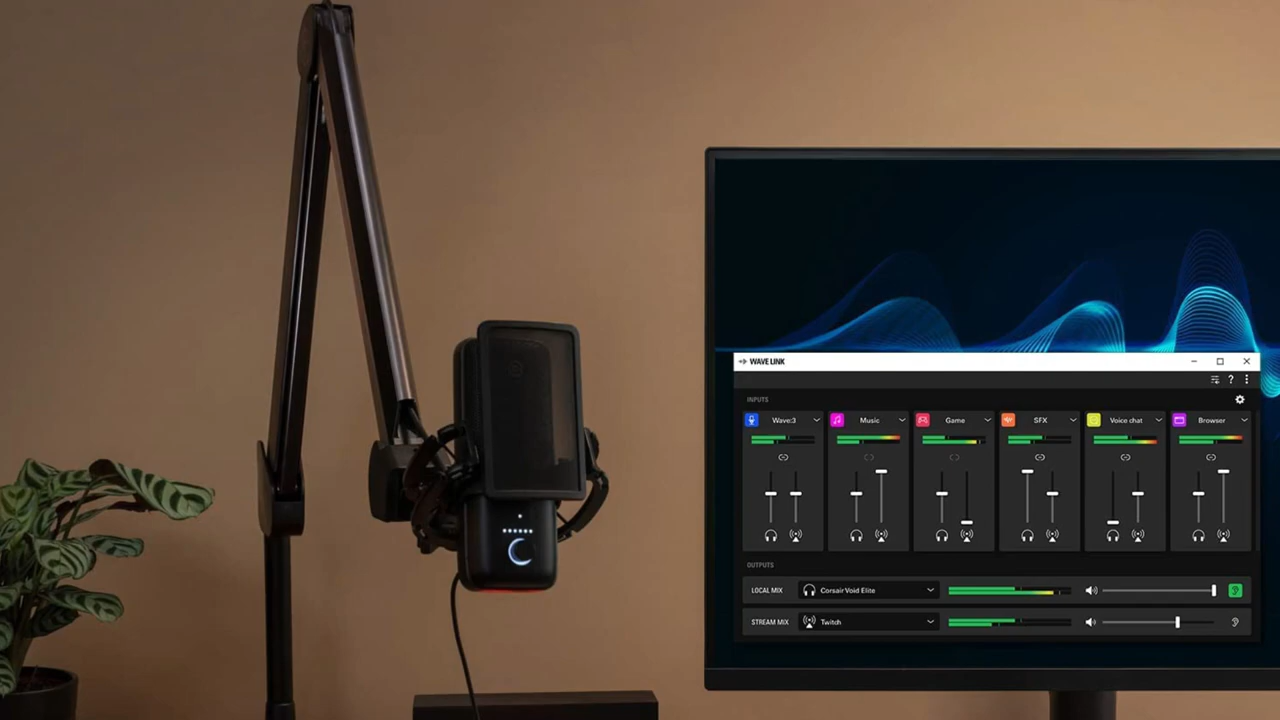 WAVE LINK
?
INPUTS
Wave:3 Music Game SFX Voice chat Browser
OUTPUTS
LOCAL MIX Corsair Void Elite
STREAM MIX Twitch